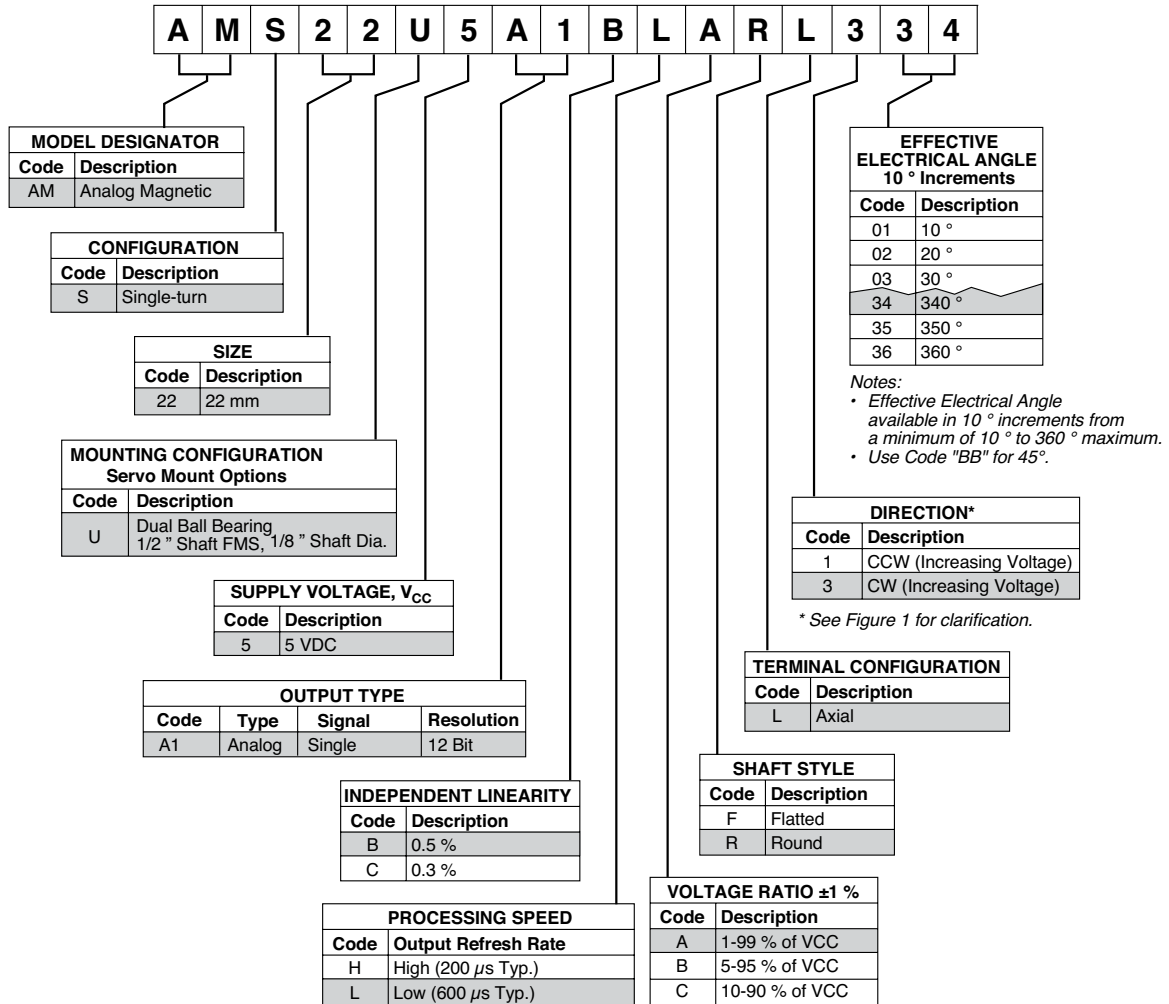 A M S 2 2 U 5 A 1 B L A R L 3 3 4
MODEL DESIGNATOR
Code Description
AM Analog Magnetic
CONFIGURATION
Code Description
S Single-turn
SIZE
Code Description
22 22 mm
MOUNTING CONFIGURATION
Servo Mount Options
Code Description
U Dual Ball Bearing
1/2 " Shaft FMS, 1/8 " Shaft Dia.
SUPPLY VOLTAGE, VCC
Code Description
5 5 VDC
OUTPUT TYPE
Code Type Signal Resolution
A1 Analog Single 12 Bit
INDEPENDENT LINEARITY
Code Description
B 0.5 %
C 0.3 %
PROCESSING SPEED
Code Output Refresh Rate
H High (200 µs Typ.)
L Low (600 µs Typ.)
VOLTAGE RATIO ±1 %
Code Description
A 1-99 % of VCC
B 5-95 % of VCC
C 10-90 % of VCC
SHAFT STYLE
Code Description
F Flatted
R Round
TERMINAL CONFIGURATION
Code Description
L Axial
DIRECTION*
Code Description
1 CCW (Increasing Voltage)
3 CW (Increasing Voltage)
* See Figure 1 for clarification.
EFFECTIVE
ELECTRICAL ANGLE
10 ° Increments
Code Description
01 10 °
02 20 °
03 30 °
34 340 °
35 350 °
36 360 °
Notes:
• Effective Electrical Angle
available in 10 ° increments from
a minimum of 10 ° to 360 ° maximum.
• Use Code "BB" for 45°.